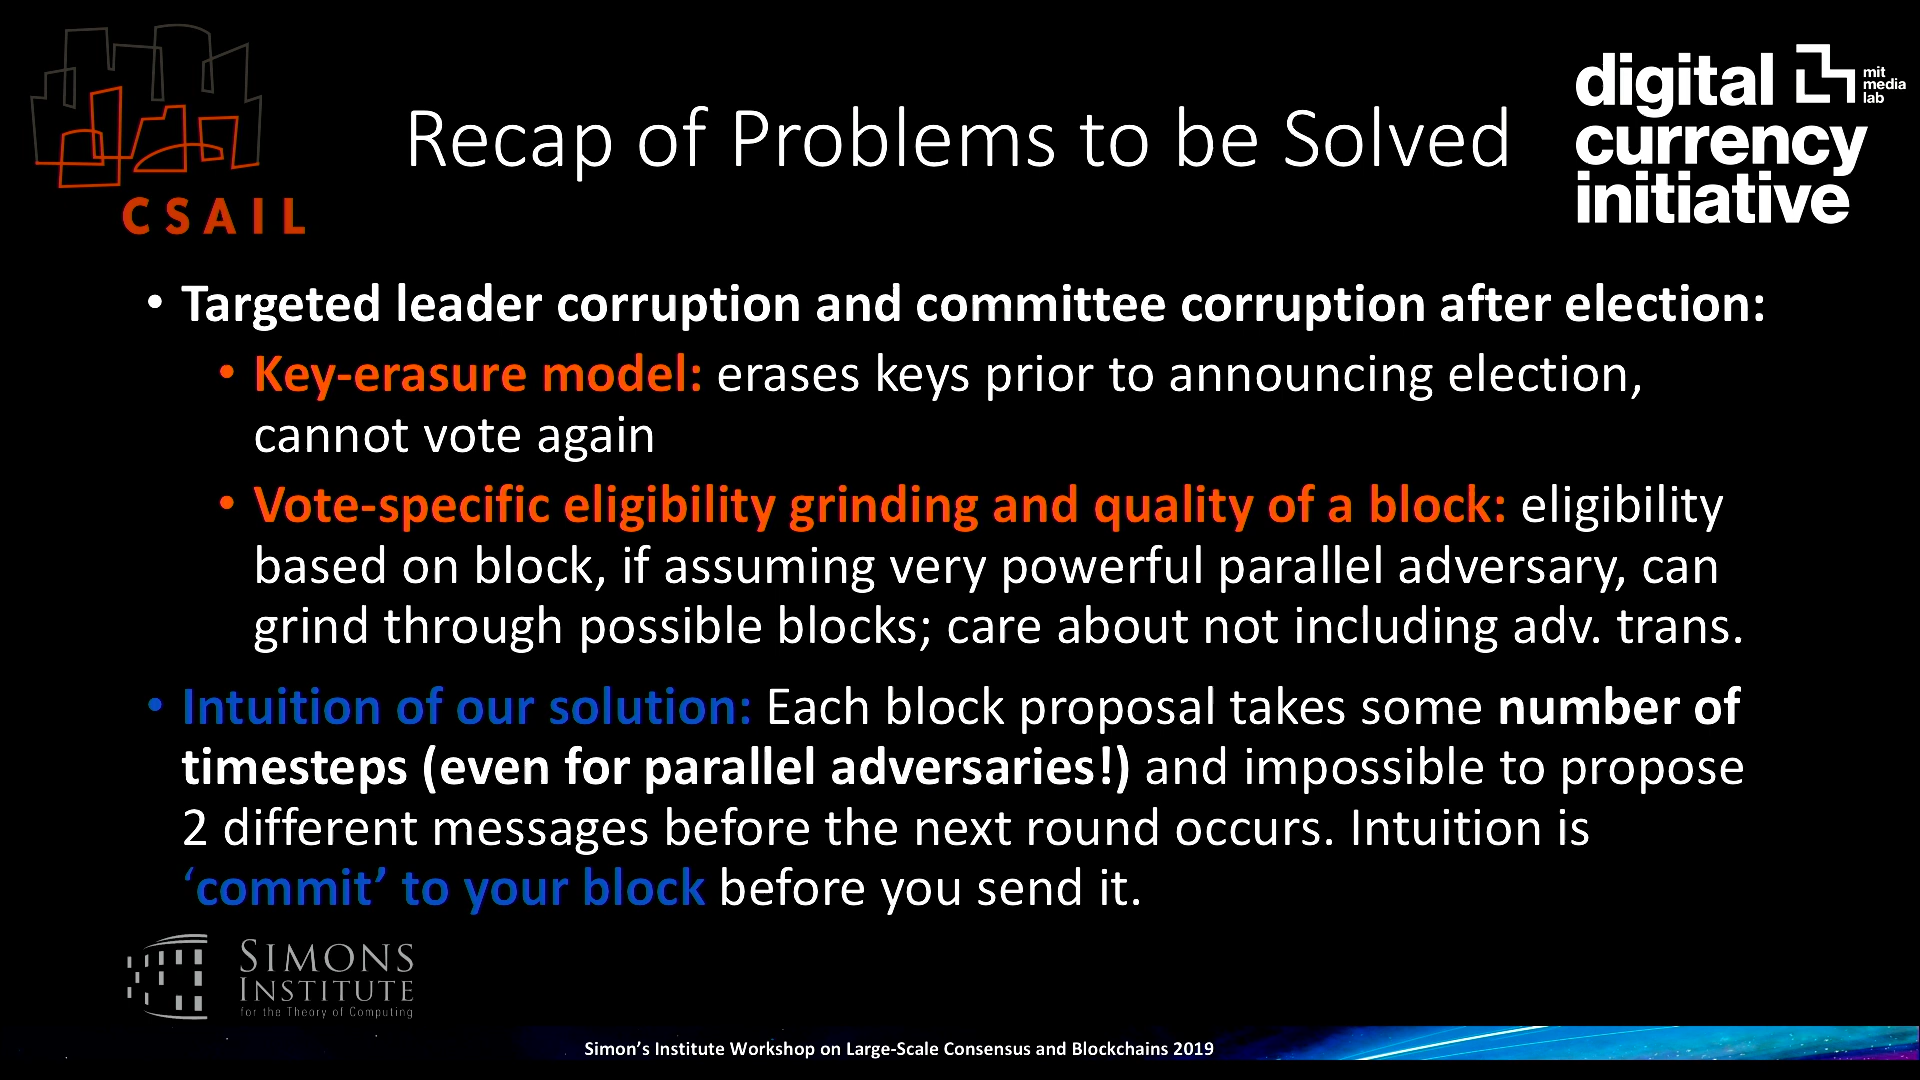 CSAIL
Recap of Problems to be Solved
digital
currency
initiative
mit
media
lab
• Targeted leader corruption and committee corruption after election:
• Key-erasure model: erases keys prior to announcing election,
cannot vote again
• Vote-specific eligibility grinding and quality of a block: eligibility
based on block, if assuming very powerful parallel adversary, can
grind through possible blocks; care about not including adv. trans.
• Intuition of our solution: Each block proposal takes some number of
timesteps (even for parallel adversaries!) and impossible to propose
2 different messages before the next round occurs. Intuition is
‘commit’ to your block before you send it.
SIMONS
INSTITUTE
for the Theory of Computing
Simon’s Institute Workshop on Large-Scale Consensus and Blockchains 2019